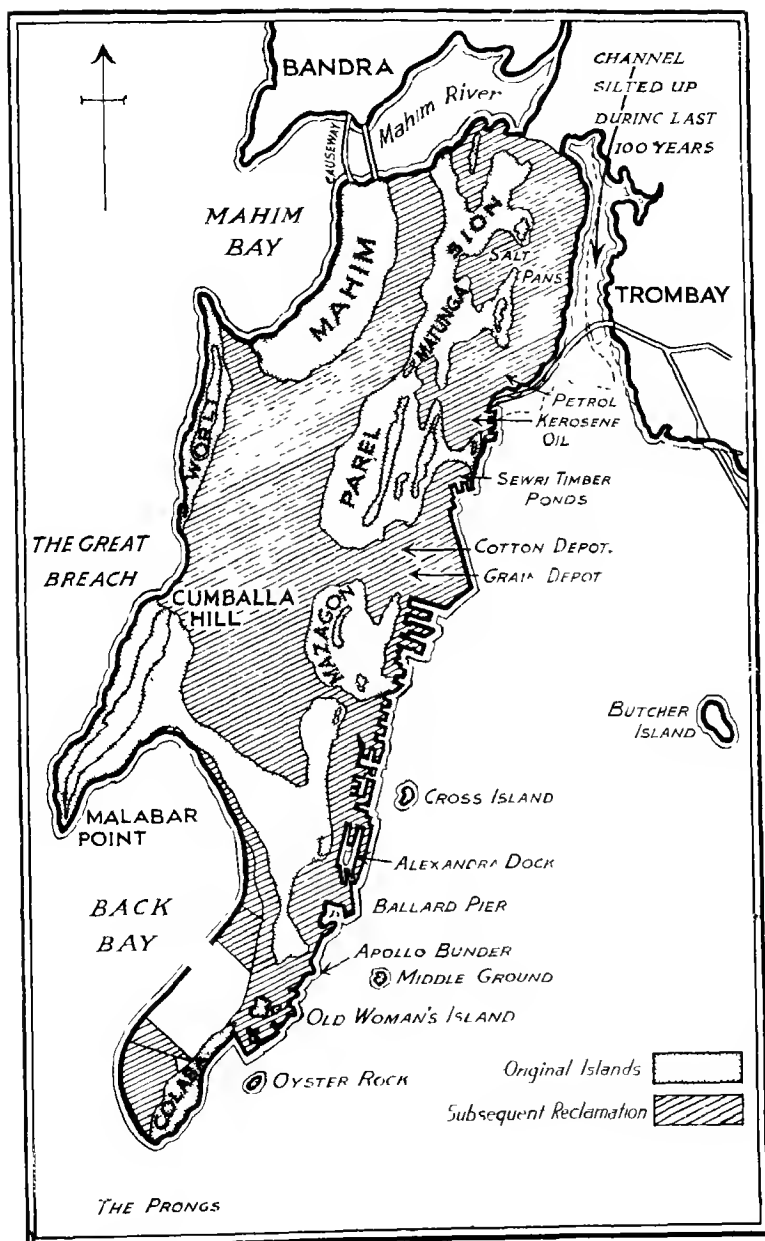 BANDRA
Mahim River
CAUSEWAY
CHANNEL
SILTED UP
DURING LAST
100 YEARS
MAHIM
BAY
MAHIM
SION
SALT
PANS
MATUNGA
TROMBAY
WORLI
PAREL
PETROL
KEROSENE
OIL
SEWRI TIMBER
PONDS
THE GREAT
BREACH
COTTON DEPOT.
GRAIN DEPOT
CUMBALLA
HILL
MAZAGON
BUTCHER
ISLAND
CROSS ISLAND
MALABAR
POINT
ALEXANDRA DOCK
BACK
BAY
BALLARD PIER
APOLLO BUNDER
MIDDLE GROUND
OLD WOMAN'S ISLAND
COLABA
OYSTER ROCK
Original Islands
Subsequent Reclamation
THE PRONGS